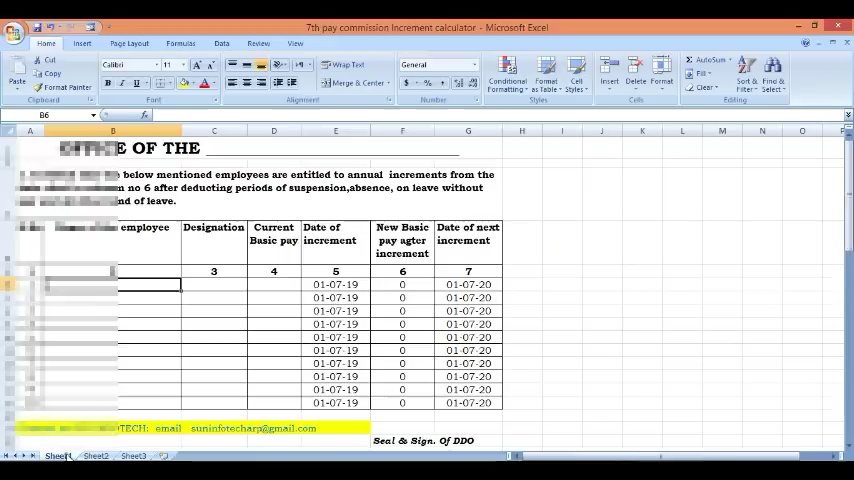 7th pay commission Increment calculator - Microsoft Excel
Home Insert Page Layout Formulas Data Review View
Cut
Copy
Format Painter
Paste
Clipboard
Calibri 11
B I U
Font
Wrap Text
Merge & Center
Alignment
General
$ % ,
Number
Conditional Formatting
Format as Table
Cell Styles
Styles
Insert Delete Format
Cells
AutoSum
Fill
Clear
Sort & Filter
Find & Select
Editing
B6 fx
A B C D E F G H I J K L M N O P
E OF THE
below mentioned employees are entitled to annual increments from the
no 6 after deducting periods of suspension,absence, on leave without
nd of leave.
employee Designation Current Basic pay Date of increment New Basic pay agter increment Date of next increment
3 4 5 6 7
01-07-19 0 01-07-20
01-07-19 0 01-07-20
01-07-19 0 01-07-20
01-07-19 0 01-07-20
01-07-19 0 01-07-20
01-07-19 0 01-07-20
01-07-19 0 01-07-20
01-07-19 0 01-07-20
01-07-19 0 01-07-20
01-07-19 0 01-07-20
OTECH: email suninfotecharp@gmail.com
Seal & Sign. Of DDO
Sheet1 Sheet2 Sheet3